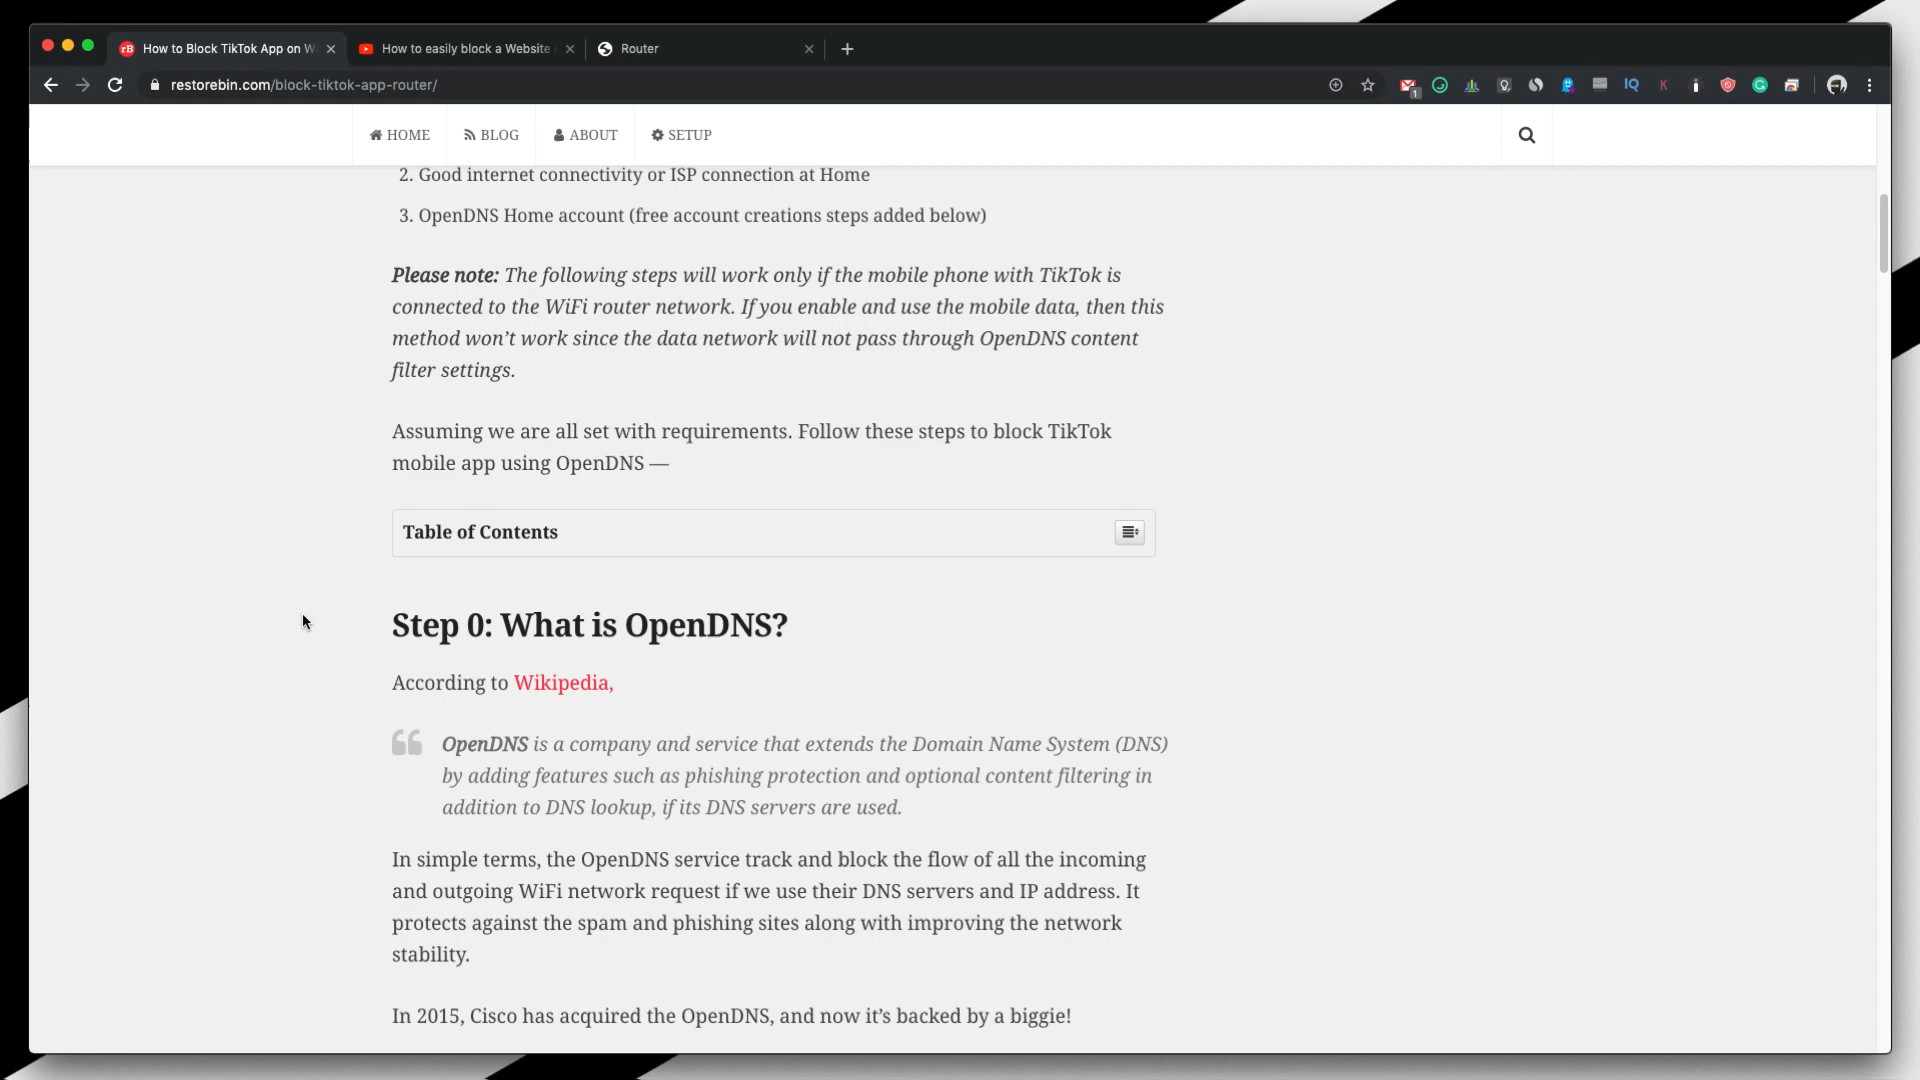 rB How to Block TikTok App on W
How to easily block a Website
Router
restorebin.com/block-tiktok-app-router/
1
IQ
K
HOME
BLOG
ABOUT
SETUP
2. Good internet connectivity or ISP connection at Home
3. OpenDNS Home account (free account creations steps added below)
Please note: The following steps will work only if the mobile phone with TikTok is
connected to the WiFi router network. If you enable and use the mobile data, then this
method won’t work since the data network will not pass through OpenDNS content
filter settings.
Assuming we are all set with requirements. Follow these steps to block TikTok
mobile app using OpenDNS —
Table of Contents
Step 0: What is OpenDNS?
According to Wikipedia,
OpenDNS is a company and service that extends the Domain Name System (DNS)
by adding features such as phishing protection and optional content filtering in
addition to DNS lookup, if its DNS servers are used.
In simple terms, the OpenDNS service track and block the flow of all the incoming
and outgoing WiFi network request if we use their DNS servers and IP address. It
protects against the spam and phishing sites along with improving the network
stability.
In 2015, Cisco has acquired the OpenDNS, and now it’s backed by a biggie!